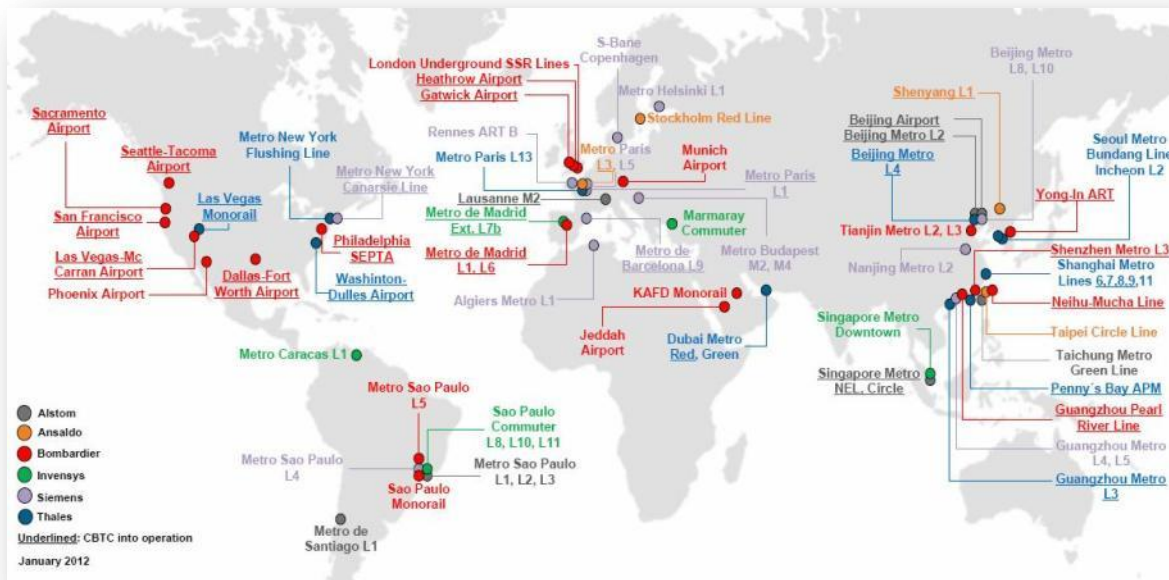 Sacramento
Airport
Seattle-Tacoma
Airport
San Francisco
Airport
Las Vegas
Monorail
Las Vegas-Mc
Carran Airport
Phoenix Airport
Dallas-Fort
Worth Airport
Metro New York
Flushing Line
Metro New York
Canarsie Line
Philadelphia
SEPTA
Washinton-
Dulles Airport
London Underground SSR Lines
Heathrow Airport
Gatwick Airport
S-Bane
Copenhagen
Metro Helsinki L1
Stockholm Red Line
Rennes ART B
Metro Paris L13
Metro Paris
L3, L5
Munich
Airport
Metro Paris
L1
Lausanne M2
Metro de Madrid
Ext. L7b
Metro de Madrid
L1, L6
Marmaray
Commuter
Metro de
Barcelona L9
Metro Budapest
M2, M4
Algiers Metro L1
KAFD Monorail
Jeddah
Airport
Dubai Metro
Red, Green
Beijing Metro
L8, L10
Shenyang L1
Beijing Airport
Beijing Metro L2
Beijing Metro
L4
Seoul Metro
Bundang Line
Incheon L2
Yong-In ART
Tianjin Metro L2, L3
Nanjing Metro L2
Shenzhen Metro L3
Shanghai Metro
Lines 6,7,8,9,11
Neihu-Mucha Line
Taipei Circle Line
Taichung Metro
Green Line
Penny´s Bay APM
Guangzhou Pearl
River Line
Guangzhou Metro
L4, L5
Guangzhou Metro
L3
Singapore Metro
Downtown
Singapore Metro
NEL, Circle
Metro Caracas L1
Metro Sao Paulo
L5
Sao Paulo
Commuter
L8, L10, L11
Metro Sao Paulo
L4
Metro Sao Paulo
L1, L2, L3
Sao Paulo
Monorail
Metro de
Santiago L1
Alstom
Ansaldo
Bombardier
Invensys
Siemens
Thales
Underlined: CBTC into operation
January 2012